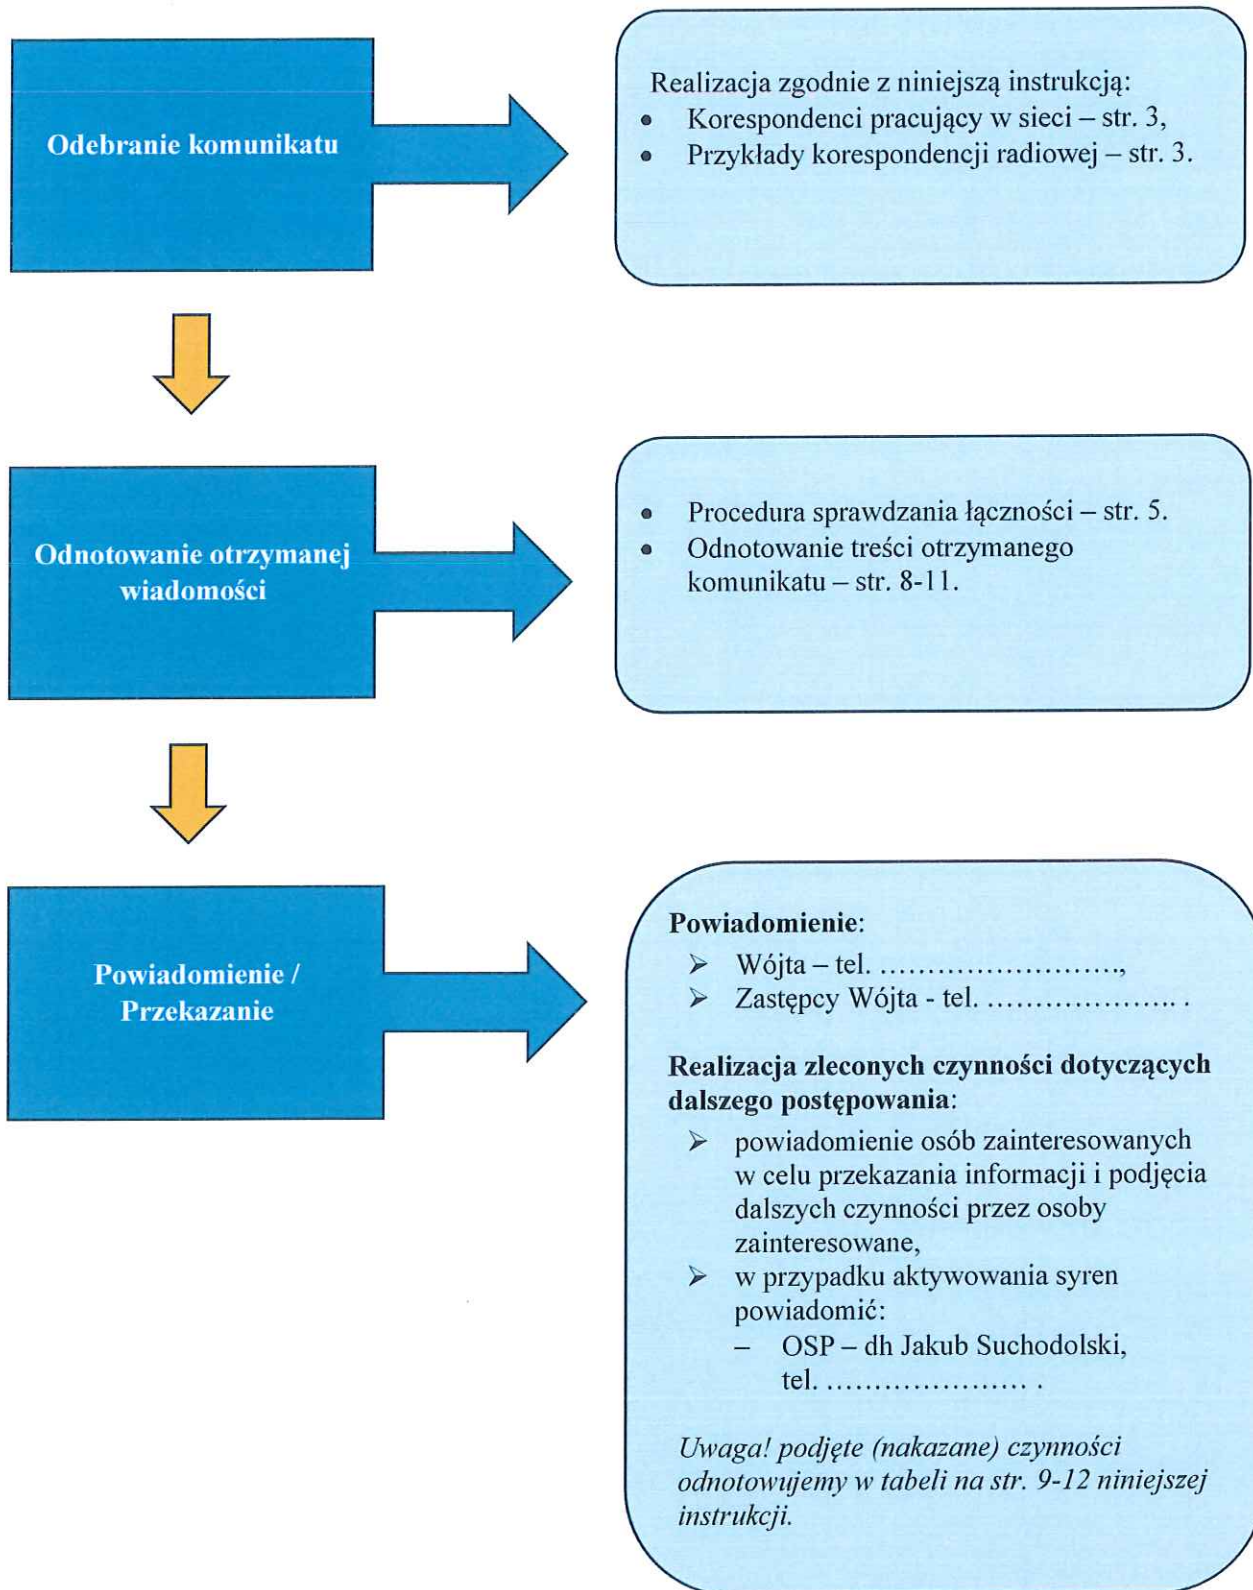 Odebranie komunikatu
Realizacja zgodnie z niniejszą instrukcją:
• Korespondenci pracujący w sieci – str. 3,
• Przykłady korespondencji radiowej – str. 3.
Odnotowanie otrzymanej
wiadomości
• Procedura sprawdzania łączności – str. 5.
• Odnotowanie treści otrzymanego
komunikatu – str. 8-11.
Powiadomienie /
Przekazanie
Powiadomienie:
➢ Wójta – tel. ……………………….,
➢ Zastępcy Wójta - tel. ………………….. .
Realizacja zleconych czynności dotyczących
dalszego postępowania:
➢ powiadomienie osób zainteresowanych
w celu przekazania informacji i podjęcia
dalszych czynności przez osoby
zainteresowane,
➢ w przypadku aktywowania syren
powiadomić:
– OSP – dh Jakub Suchodolski,
tel. …………………… .
Uwaga! podjęte (nakazane) czynności
odnotowujemy w tabeli na str. 9-12 niniejszej
instrukcji.